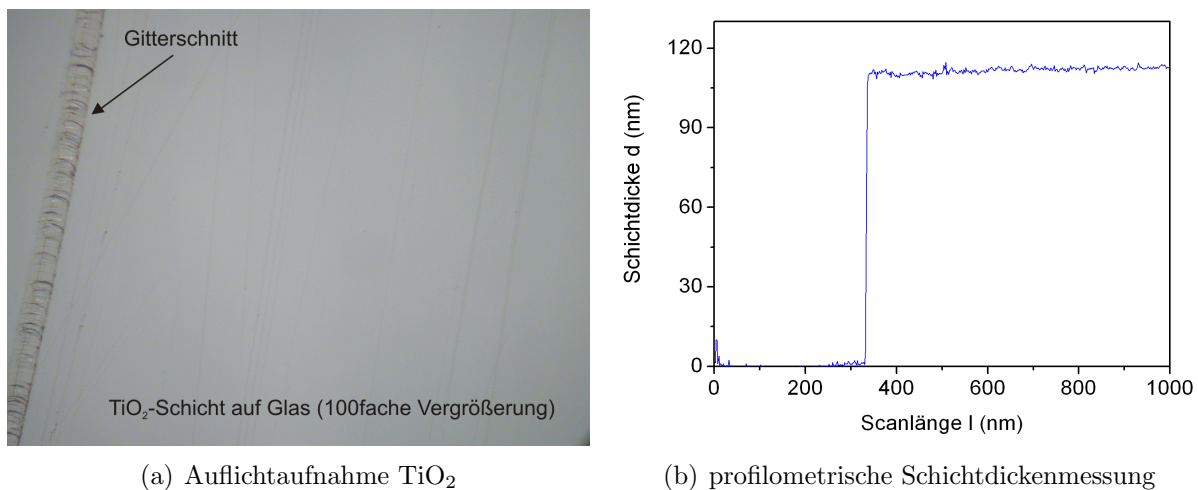 Gitterschnitt
TiO₂-Schicht auf Glas (100fache Vergrößerung)
(a) Auflichtaufnahme TiO₂
Schichtdicke d (nm)
120
90
60
30
0
0 200 400 600 800 1000
Scanlänge l (nm)
(b) profilometrische Schichtdickenmessung